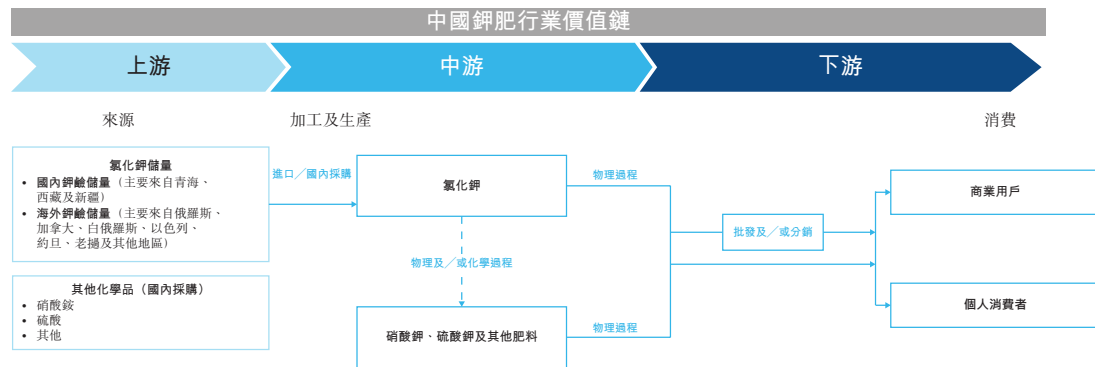 中國鉀肥行業價值鏈
上游
中游
下游
來源
加工及生產
消費
氯化鉀儲量
• 國內鉀鹼儲量（主要來自青海、
西藏及新疆）
• 海外鉀鹼儲量（主要來自俄羅斯、
加拿大、白俄羅斯、以色列、
約旦、老撾及其他地區）
其他化學品（國內採購）
• 硝酸銨
• 硫酸
• 其他
進口／國內採購
氯化鉀
物理及／或化學過程
硝酸鉀、硫酸鉀及其他肥料
物理過程
物理過程
批發及／或分銷
商業用戶
個人消費者